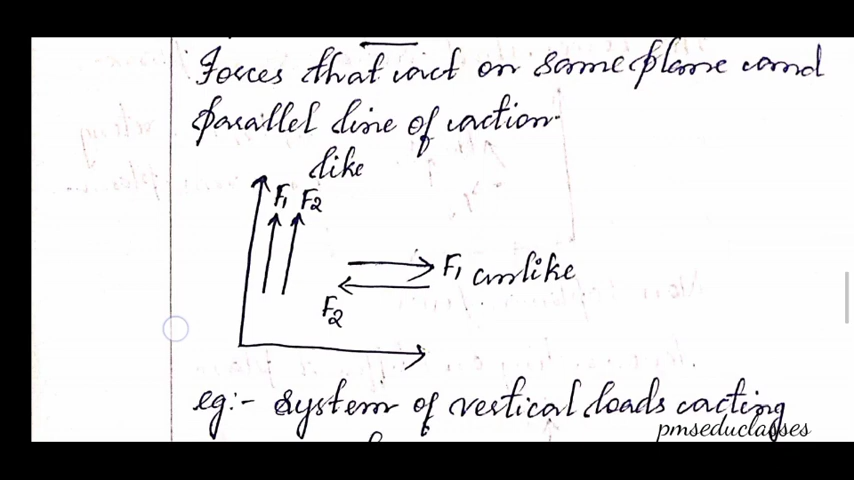 Forces that act on same plane and
parallel line of action.
like
F1 F2
F1 unlike
F2
eg:- system of vertical loads acting
pmseduclasses